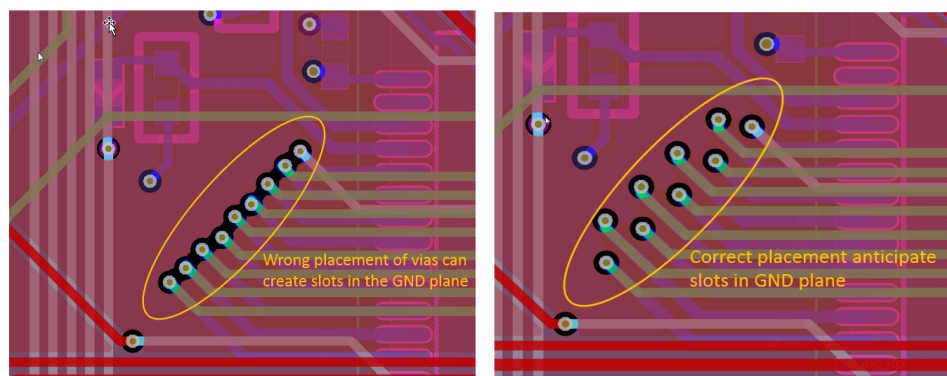 Wrong placement of vias can
create slots in the GND plane
Correct placement anticipate
slots in GND plane